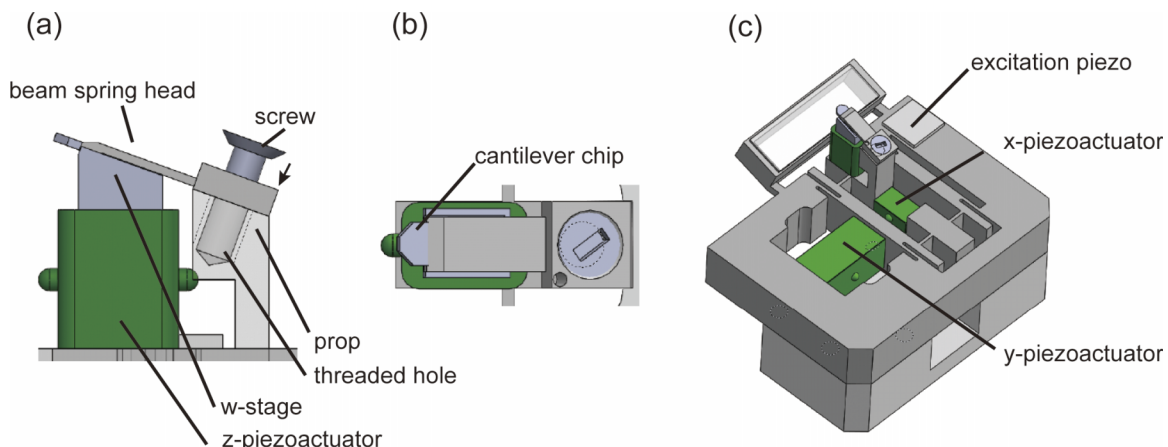 (a)
beam spring head
screw
prop
threaded hole
w-stage
z-piezoactuator
(b)
cantilever chip
(c)
excitation piezo
x-piezoactuator
y-piezoactuator